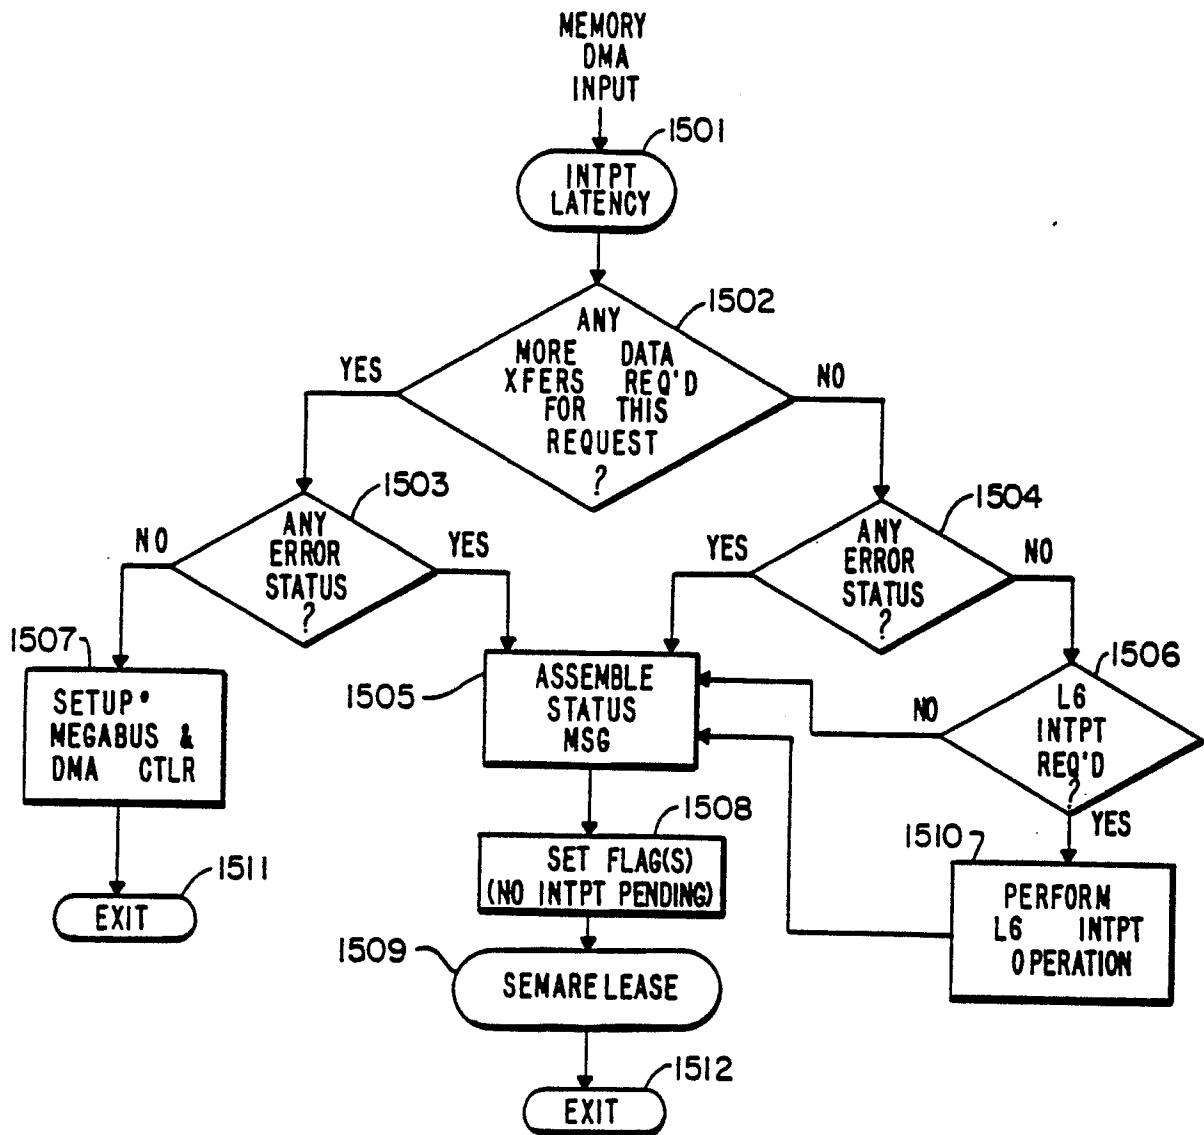 MEMORY
DMA
INPUT
1501
INTPT
LATENCY
1502
ANY
MORE DATA
XFERS REQ'D
FOR THIS
REQUEST
?
YES
NO
1503
ANY
ERROR
STATUS
?
NO
YES
1504
ANY
ERROR
STATUS
?
YES
NO
1507
SETUP*
MEGABUS &
DMA CTLR
1505
ASSEMBLE
STATUS
MSG
1506
L6
INTPT
REQ'D
?
NO
YES
1508
SET FLAG(S)
(NO INTPT PENDING)
1510
PERFORM
L6 INTPT
OPERATION
1511
EXIT
1509
SEMARELEASE
1512
EXIT